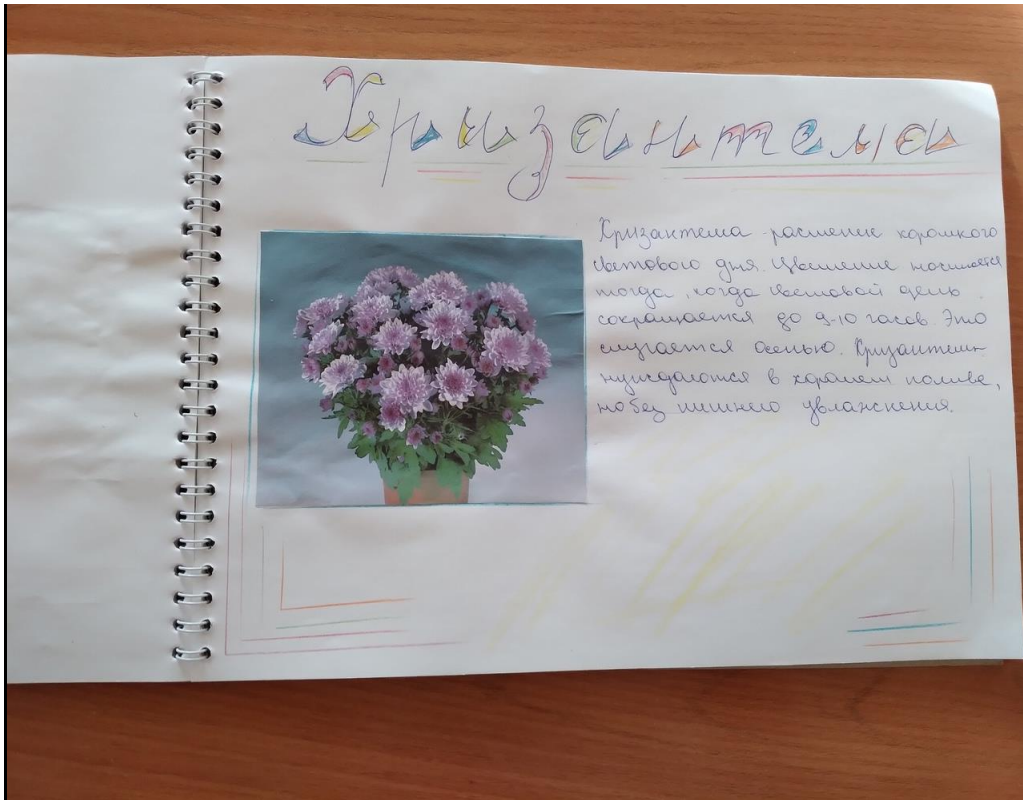 Хризантема
Хризантема - растение короткого
светового дня. Цветение начинается
тогда, когда световой день
сокращается до 9-10 часов. Это
случается осенью. Хризантемы
нуждаются в хорошем поливе,
но без лишнего увлажнения.